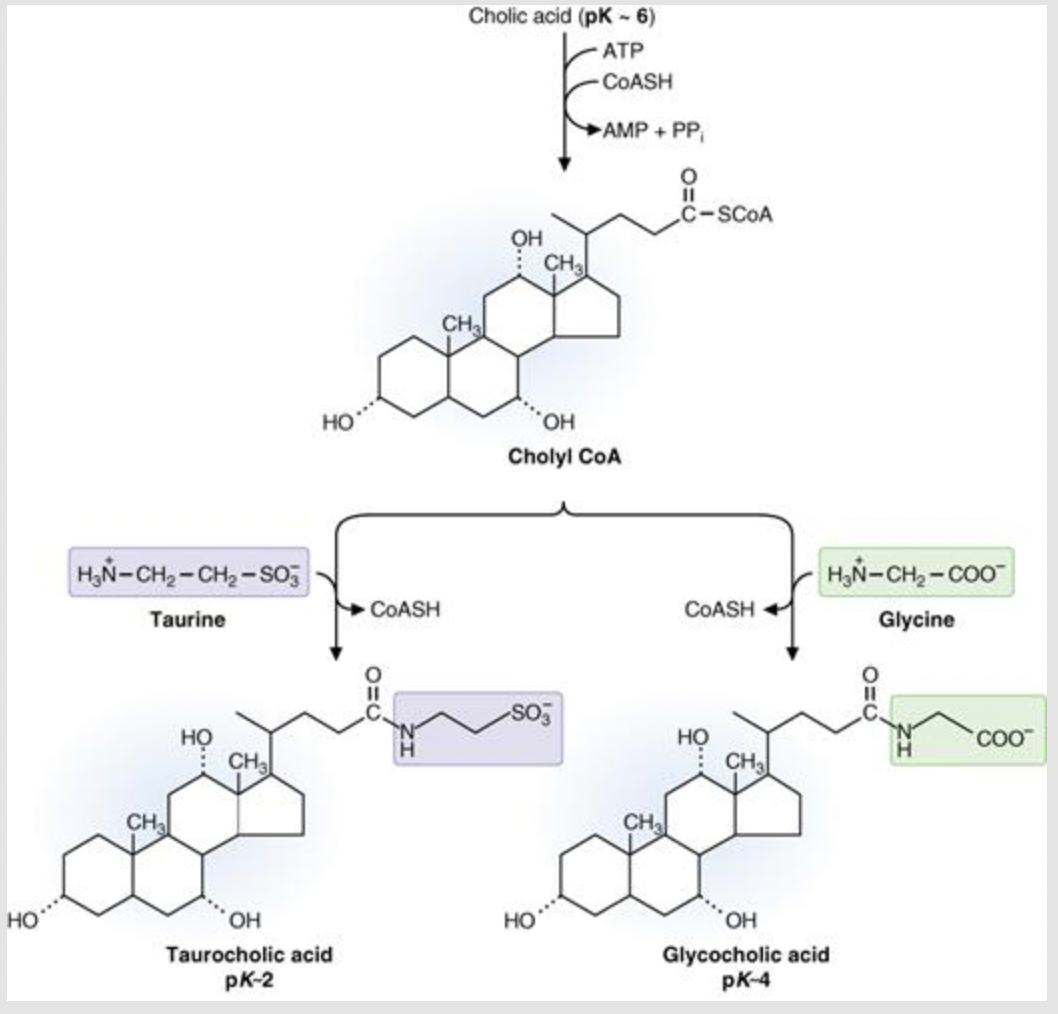 Cholic acid (pK ~ 6)
ATP
CoASH
AMP + PPi
O
C–SCoA
OH
CH3
CH3
HO
OH
Cholyl CoA
H3N+–CH2–CH2–SO3−
Taurine
CoASH
CoASH
H3N+–CH2–COO−
Glycine
O
C
N
H
SO3−
HO
CH3
CH3
HO
OH
Taurocholic acid
pK~2
O
C
N
H
COO−
HO
CH3
CH3
HO
OH
Glycocholic acid
pK~4